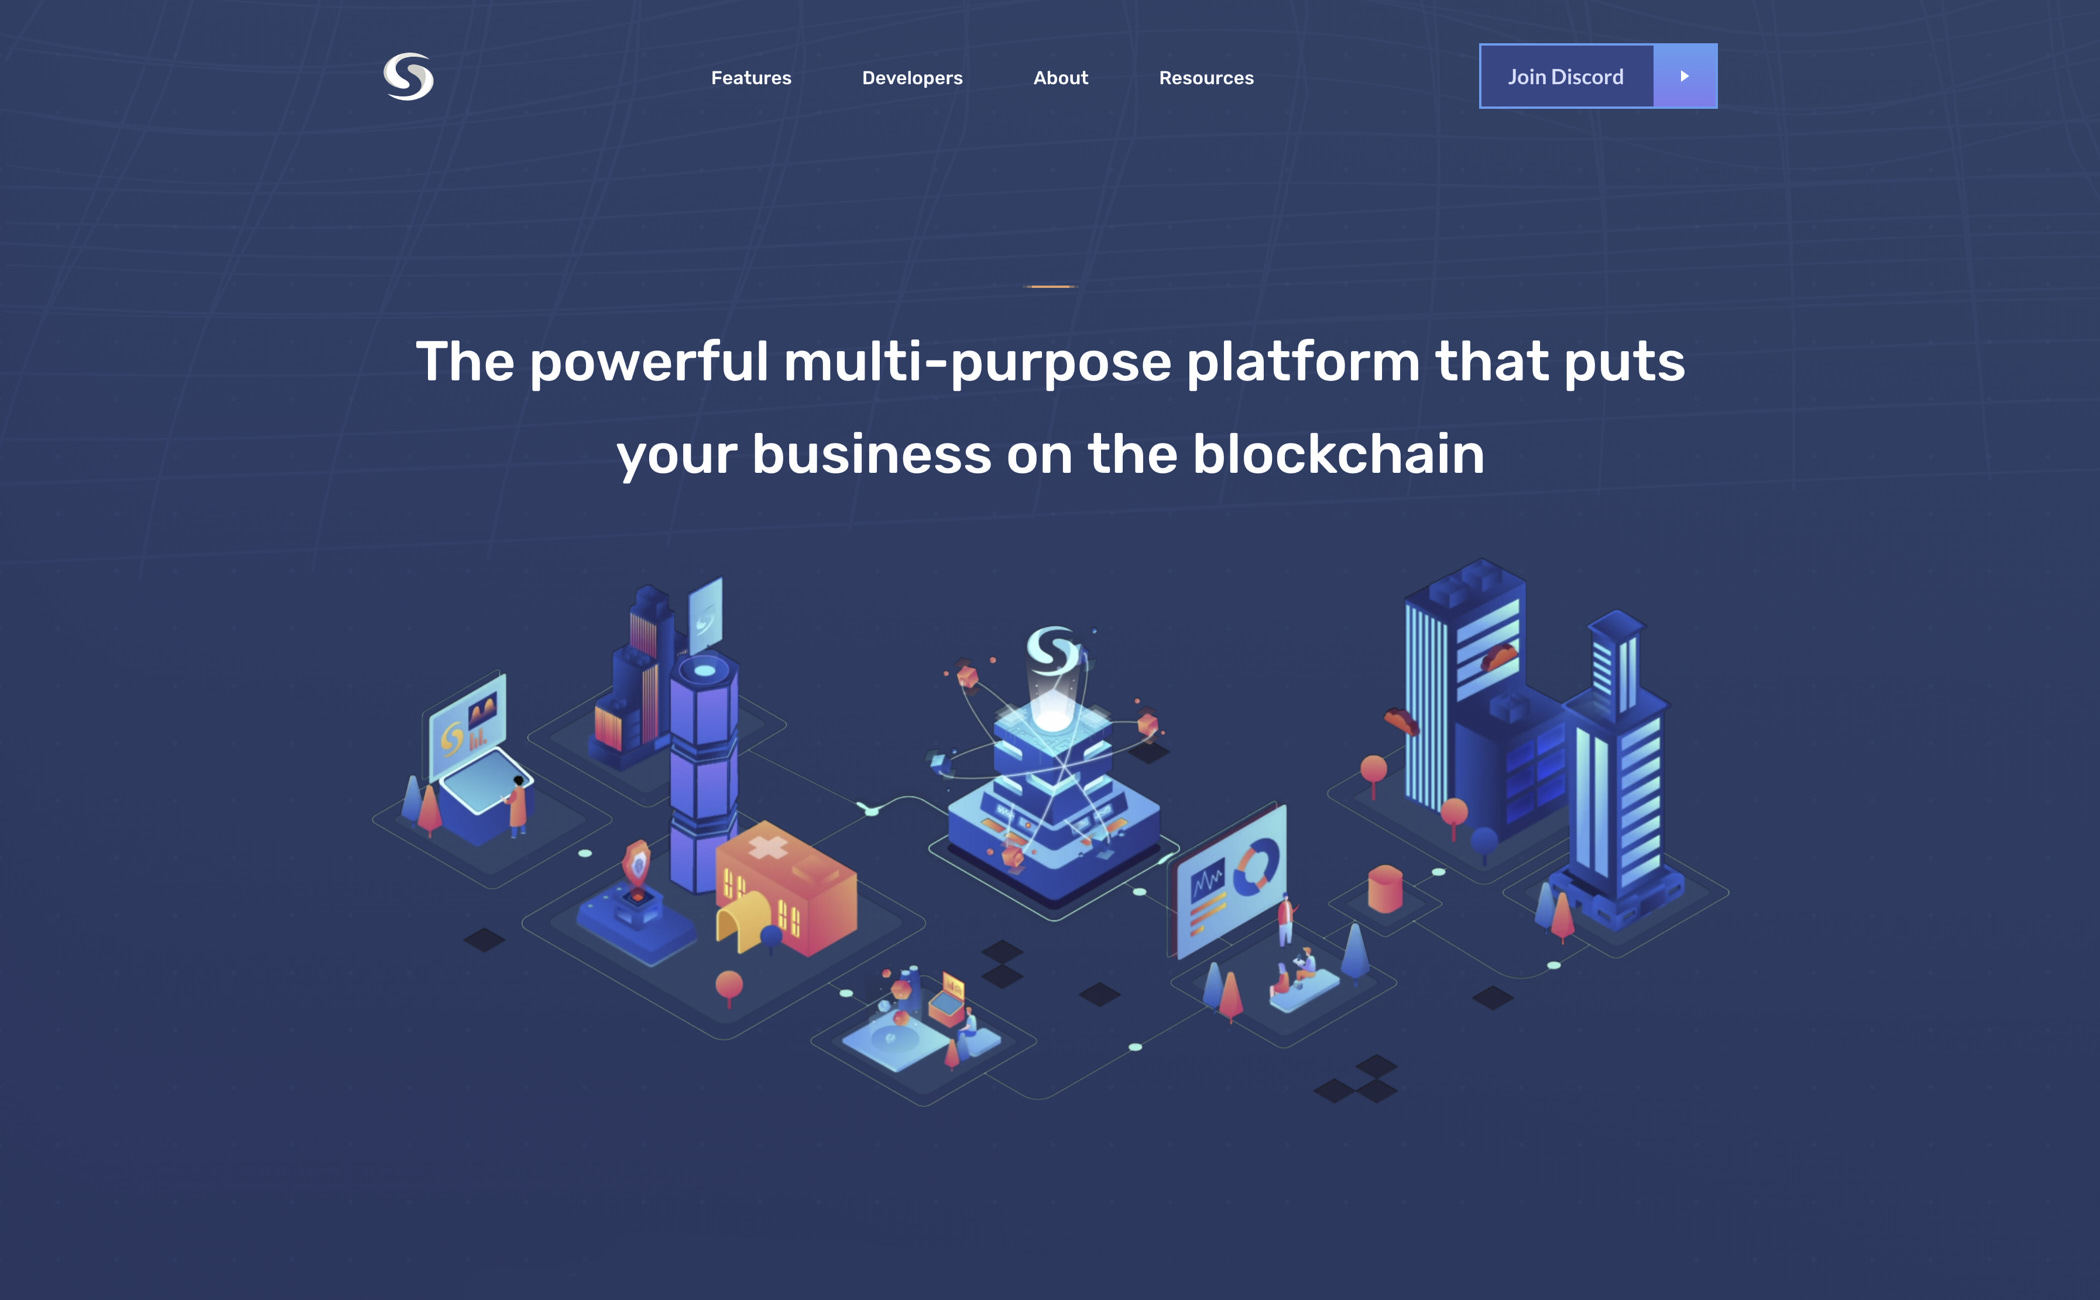 Features
Developers
About
Resources
Join Discord
The powerful multi-purpose platform that puts
your business on the blockchain